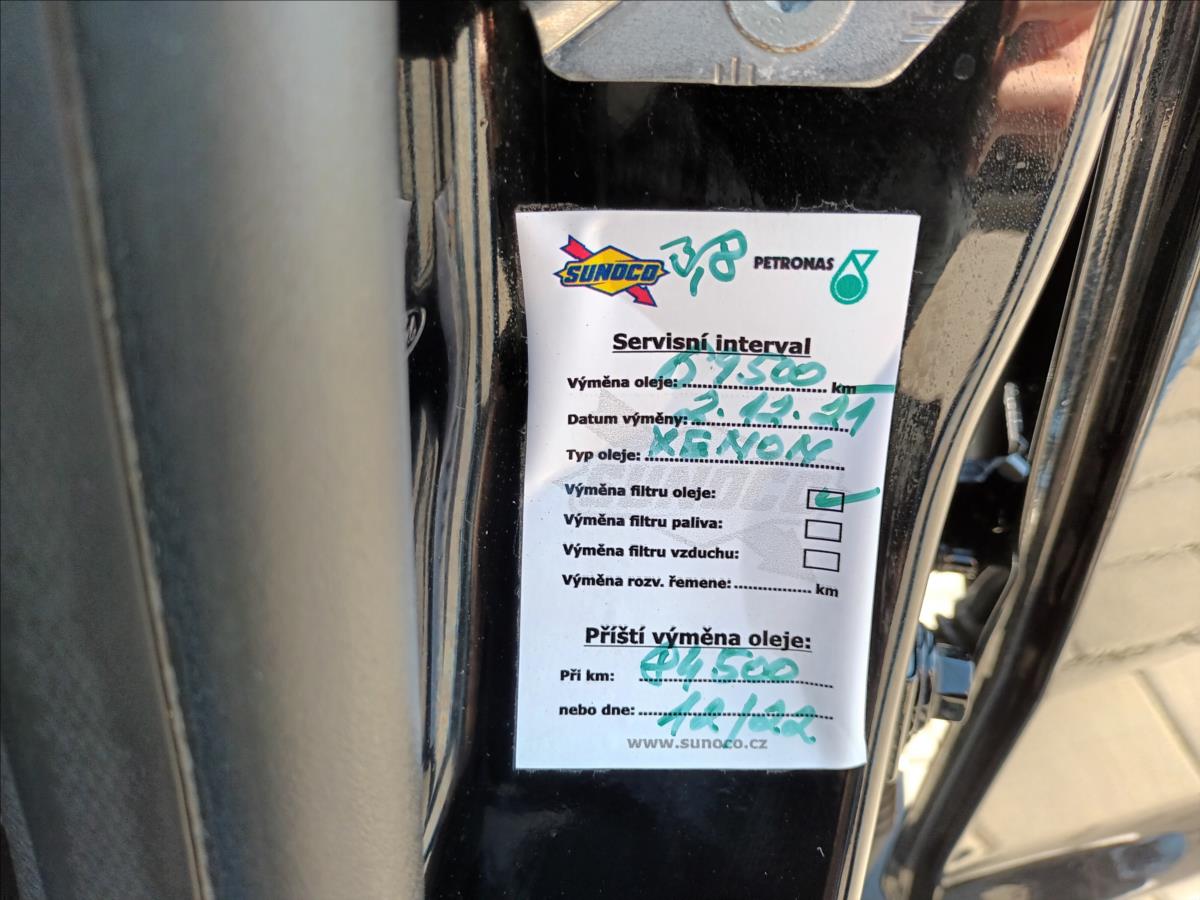 SUNOCO 3,8 PETRONAS
Servisní interval
Výměna oleje: 69.500 km
Datum výměny: 2.12.21
Typ oleje: XENON
Výměna filtru oleje:
Výměna filtru paliva:
Výměna filtru vzduchu:
Výměna rozv. řemene: km
Příští výměna oleje:
Při km: 84.500
nebo dne: 12/22
www.sunoco.cz